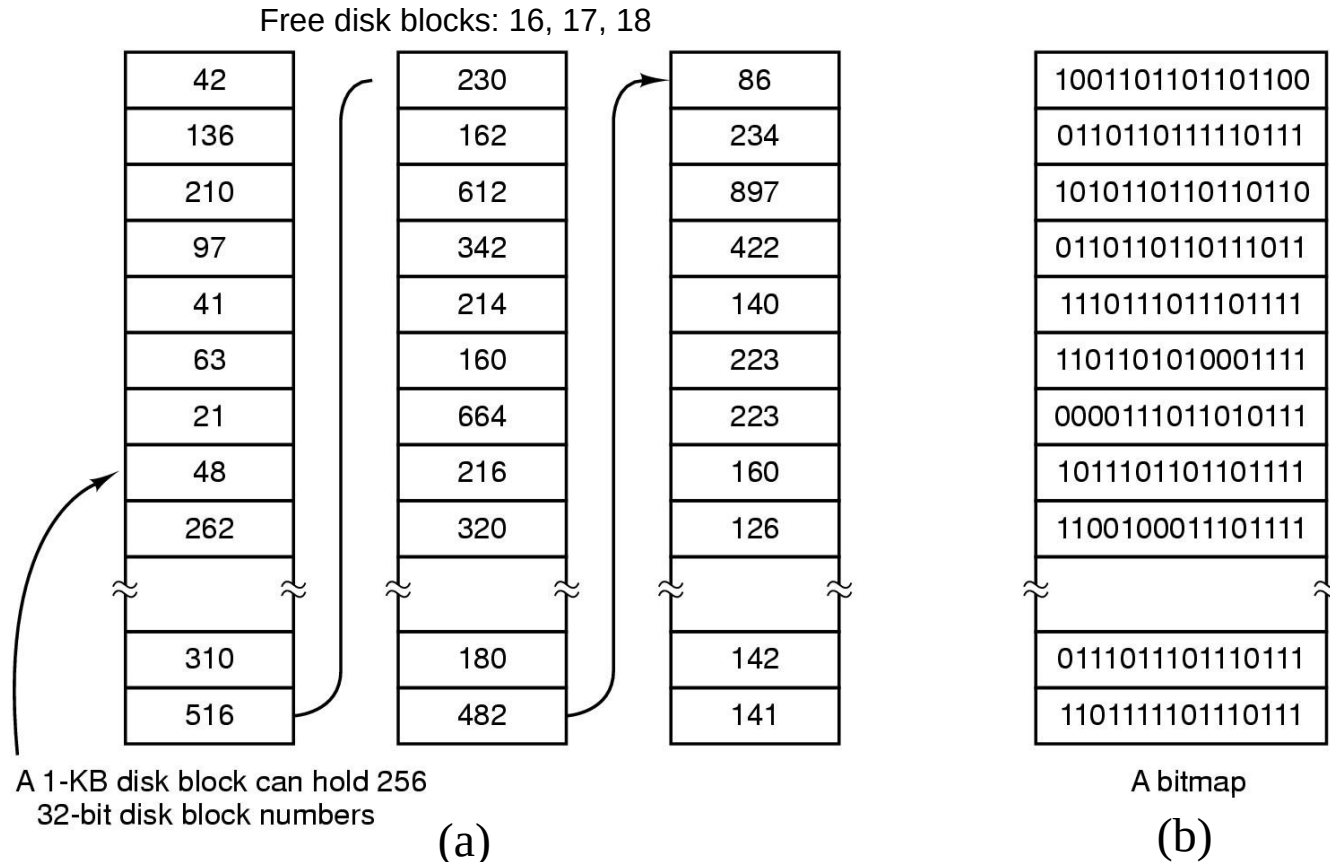 Free disk blocks: 16, 17, 18
42 230 86 1001101101101100
136 162 234 0110110111110111
210 612 897 1010110110110110
97 342 422 0110110110111011
41 214 140 1110111011101111
63 160 223 1101101010001111
21 664 223 0000111011010111
48 216 160 1011101101101111
262 320 126 1100100011101111
310 180 142 0111011101110111
516 482 141 1101111101110111
A 1-KB disk block can hold 256
32-bit disk block numbers
A bitmap
(a)
(b)